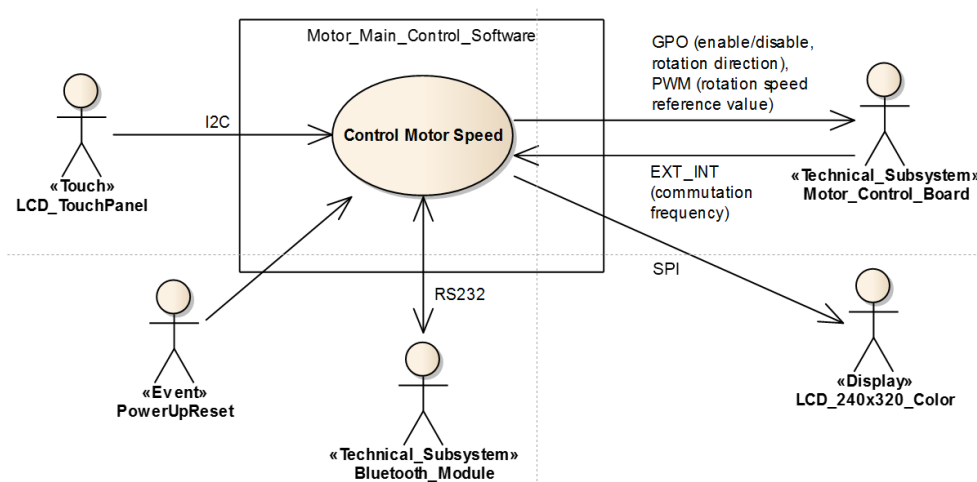 Motor_Main_Control_Software
GPO (enable/disable,
rotation direction),
PWM (rotation speed
reference value)
I2C
Control Motor Speed
«Touch»
LCD_TouchPanel
EXT_INT
(commutation
frequency)
«Technical_Subsystem»
Motor_Control_Board
SPI
RS232
«Event»
PowerUpReset
«Display»
LCD_240x320_Color
«Technical_Subsystem»
Bluetooth_Module